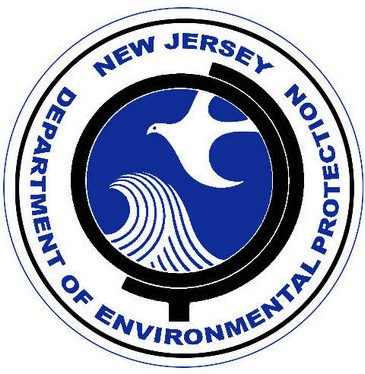 NEW JERSEY
DEPARTMENT OF ENVIRONMENTAL PROTECTION